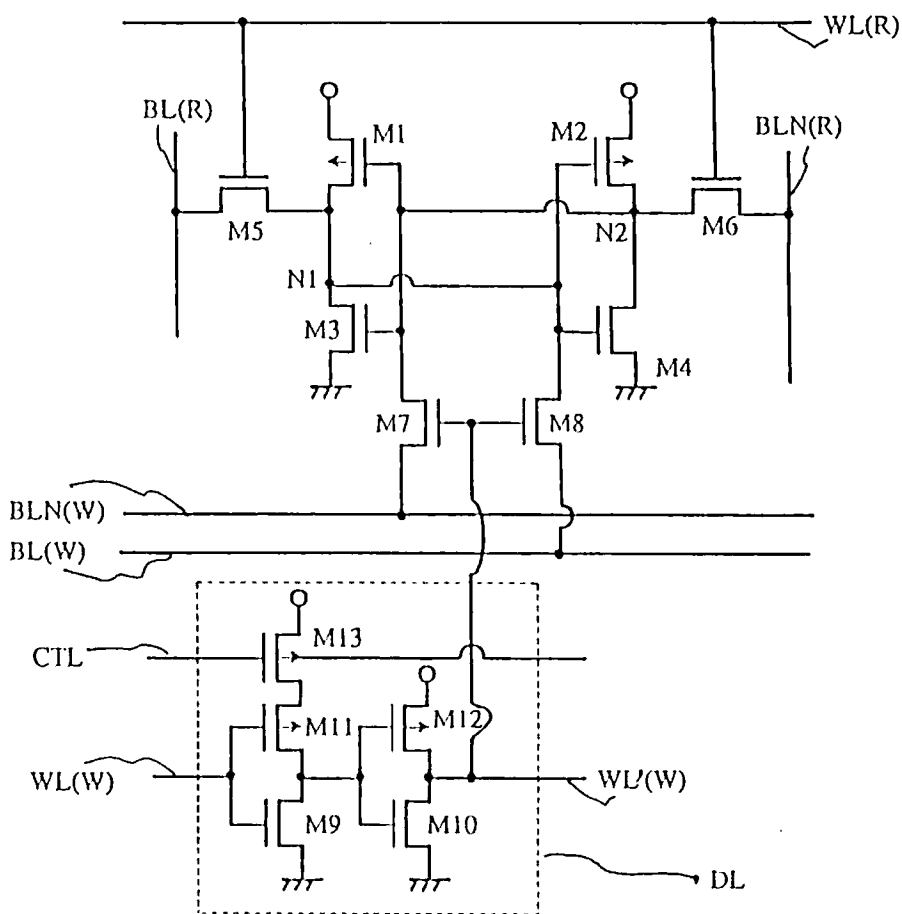 WL(R)
BL(R)
M1
M2
BLN(R)
M5
N2
M6
N1
M3
M4
M7
M8
BLN(W)
BL(W)
M13
CTL
M11
M12
WL(W)
WL'(W)
M9
M10
DL